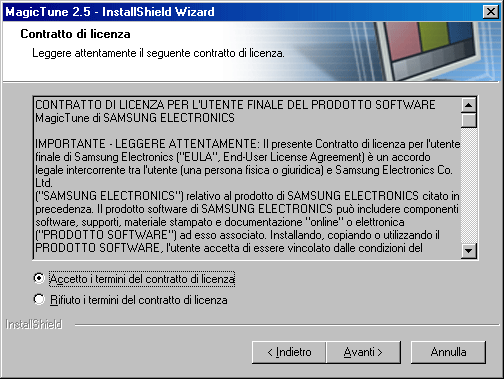 MagicTune 2.5 - InstallShield Wizard
Contratto di licenza
Leggere attentamente il seguente contratto di licenza.
CONTRATTO DI LICENZA PER L'UTENTE FINALE DEL PRODOTTO SOFTWARE
MagicTune di SAMSUNG ELECTRONICS
IMPORTANTE - LEGGERE ATTENTAMENTE: Il presente Contratto di licenza per l'utente
finale di Samsung Electronics ("EULA", End-User License Agreement) è un accordo
legale intercorrente tra l'utente (una persona fisica o giuridica) e Samsung Electronics Co.
Ltd.
("SAMSUNG ELECTRONICS") relativo al prodotto di SAMSUNG ELECTRONICS citato in
precedenza. Il prodotto software di SAMSUNG ELECTRONICS può includere componenti
software, supporti, materiale stampato e documentazione "online" o elettronica
("PRODOTTO SOFTWARE") ad esso associato. Installando, copiando o utilizzando il
PRODOTTO SOFTWARE, l'utente accetta di essere vincolato dalle condizioni del
Accetto i termini del contratto di licenza
Rifiuto i termini del contratto di licenza
InstallShield
< Indietro Avanti > Annulla